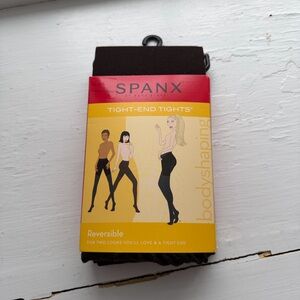 SPANX
TIGHT-END TIGHTS®
bodyshaping
Reversible
FOR TWO LOOKS YOU'LL LOVE & A TIGHT END